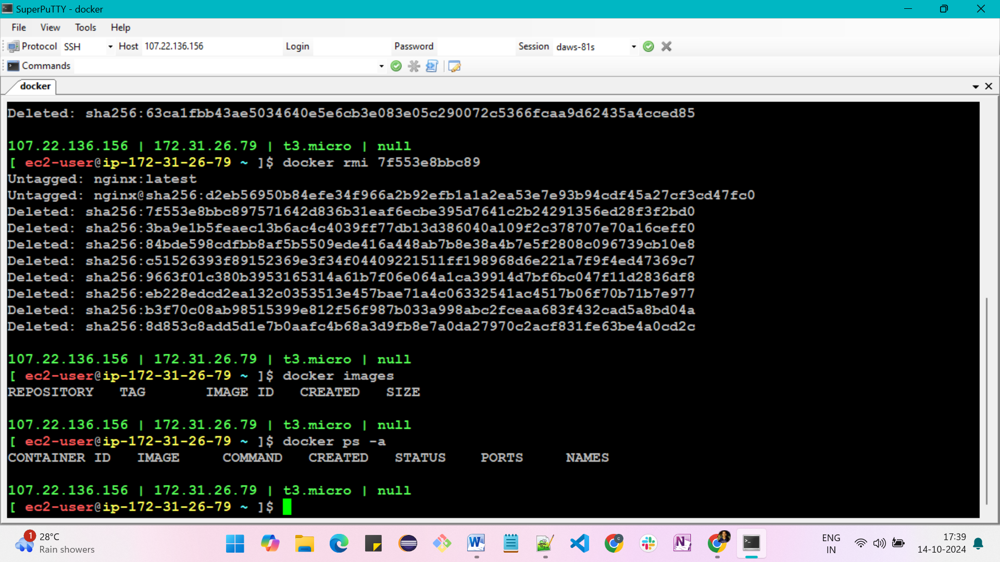 SuperPuTTY - docker
File View Tools Help
Protocol SSH Host 107.22.136.156 Login Password Session daws-81s
Commands
docker
Deleted: sha256:63ca1fbb43ae5034640e5e6cb3e083e05c290072c5366fcaa9d62435a4cced85
107.22.136.156 | 172.31.26.79 | t3.micro | null
[ ec2-user@ip-172-31-26-79 ~ ]$ docker rmi 7f553e8bbc89
Untagged: nginx:latest
Untagged: nginx@sha256:d2eb56950b84efe34f966a2b92efb1a1a2ea53e7e93b94cdf45a27cf3cd47fc0
Deleted: sha256:7f553e8bbc897571642d836b31eaf6ecbe395d7641c2b24291356ed28f3f2bd0
Deleted: sha256:3ba9e1b5feaec13b6ac4c4039ff77db13d386040a109f2c378707e70a16ceff0
Deleted: sha256:84bde598cdfbb8af5b5509ede416a448ab7b8e38a4b7e5f2808c096739cb10e8
Deleted: sha256:c51526393f89152369e3f34f04409221511ff198968d6e221a7f9f4ed47369c7
Deleted: sha256:9663f01c380b3953165314a61b7f06e064a1ca39914d7bf6bc047f11d2836df8
Deleted: sha256:eb228edcd2ea132c0353513e457bae71a4c06332541ac4517b06f70b71b7e977
Deleted: sha256:b3f70c08ab98515399e812f56f987b033a998abc2fceaa683f432cad5a8bd04a
Deleted: sha256:8d853c8add5d1e7b0aafc4b68a3d9fb8e7a0da27970c2acf831fe63be4a0cd2c
107.22.136.156 | 172.31.26.79 | t3.micro | null
[ ec2-user@ip-172-31-26-79 ~ ]$ docker images
REPOSITORY TAG IMAGE ID CREATED SIZE
107.22.136.156 | 172.31.26.79 | t3.micro | null
[ ec2-user@ip-172-31-26-79 ~ ]$ docker ps -a
CONTAINER ID IMAGE COMMAND CREATED STATUS PORTS NAMES
107.22.136.156 | 172.31.26.79 | t3.micro | null
[ ec2-user@ip-172-31-26-79 ~ ]$
1 28°C
Rain showers
ENG
IN
17:39
14-10-2024